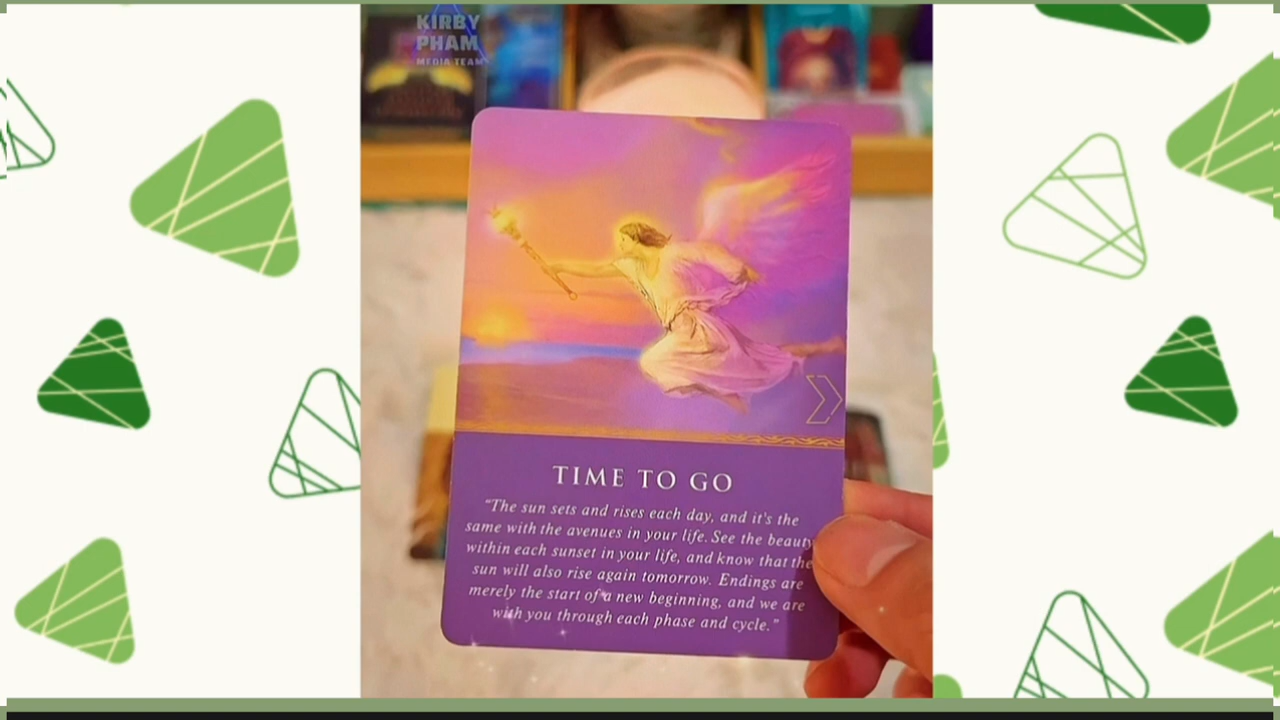 KIRBY
PHAM
MEDIA TEAM
TIME TO GO
"The sun sets and rises each day, and it's the
same with the avenues in your life. See the beauty
within each sunset in your life, and know that the
sun will also rise again tomorrow. Endings are
merely the start of a new beginning, and we are
with you through each phase and cycle."